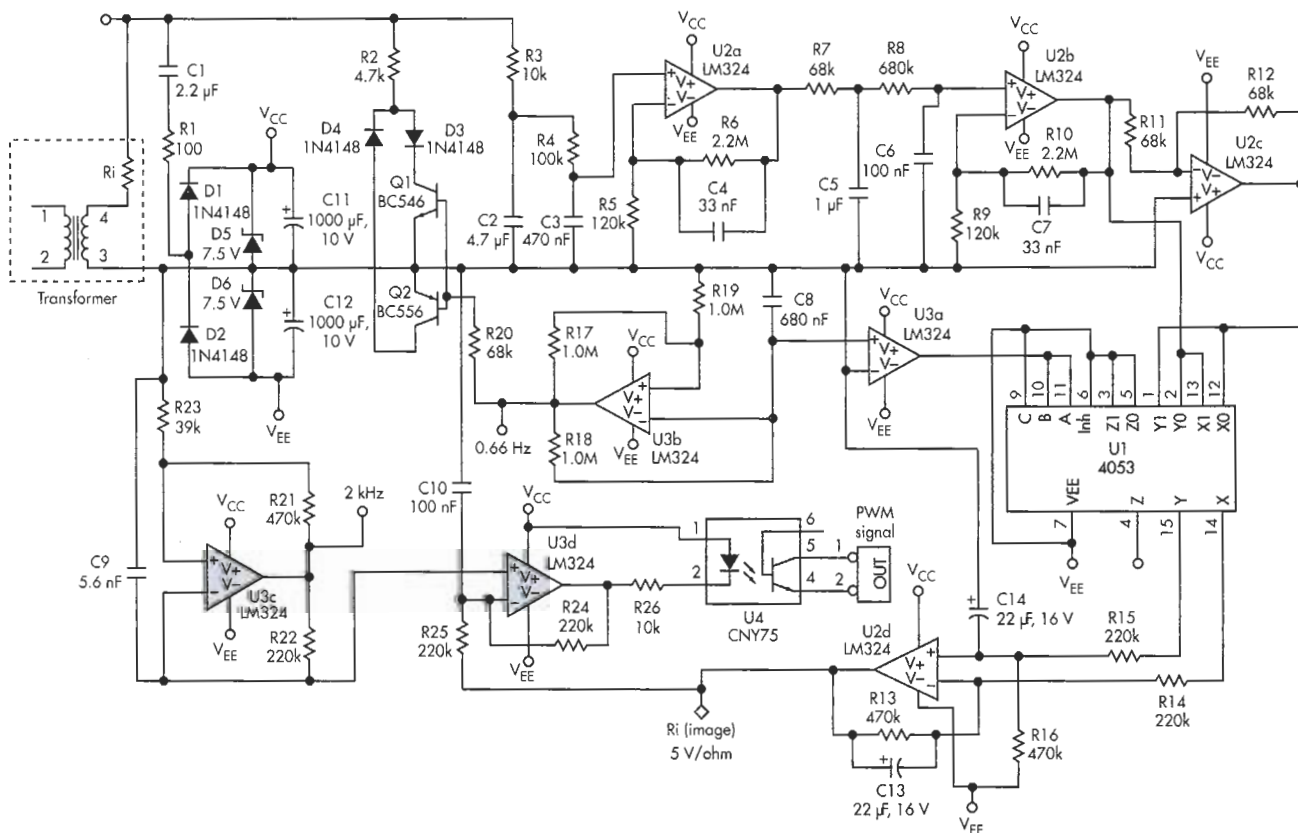 C1
2.2 µF
R1
100
Ri
1
2
4
3
Transformer
D1
1N4148
D2
1N4148
VCC
D5
7.5 V
D6
7.5 V
C11
1000 µF,
10 V
C12
1000 µF,
10 V
VEE
R2
4.7k
D4
1N4148
D3
1N4148
Q1
BC546
Q2
BC556
R3
10k
R4
100k
C2
4.7 µF
C3
470 nF
VCC
U2a
LM324
+
V+
V–
–
VEE
R5
120k
R6
2.2M
C4
33 nF
R7
68k
R8
680k
C5
1 µF
C6
100 nF
VCC
U2b
LM324
+
V+
V–
–
VEE
R9
120k
R10
2.2M
C7
33 nF
R11
68k
VEE
R12
68k
U2c
LM324
–
V–
V+
+
VCC
R20
68k
0.66 Hz
R17
1.0M
R18
1.0M
VCC
+
V+
V–
–
VEE
U3b
LM324
R19
1.0M
C8
680 nF
VCC
U3a
LM324
+
V+
V–
–
VEE
9
10
11
6
3
5
1
2
13
12
C
B
A
Inh
Z1
Z0
Y1
Y0
X1
X0
U1
4053
VEE
Z
Y
X
7
4
15
14
VEE
R23
39k
C9
5.6 nF
VCC
+
V+
V–
–
U3c
LM324
VEE
R21
470k
2 kHz
R22
220k
C10
100 nF
R25
220k
VCC
U3d
LM324
+
V+
V–
–
VEE
R24
220k
R26
10k
1
2
6
5
4
U4
CNY75
PWM
signal
1
2
OUT
Ri (image)
5 V/ohm
VCC
U2d
LM324
+
V+
V–
–
C14
22 µF, 16 V
R15
220k
R14
220k
R13
470k
C13
22 µF, 16 V
R16
470k
VEE